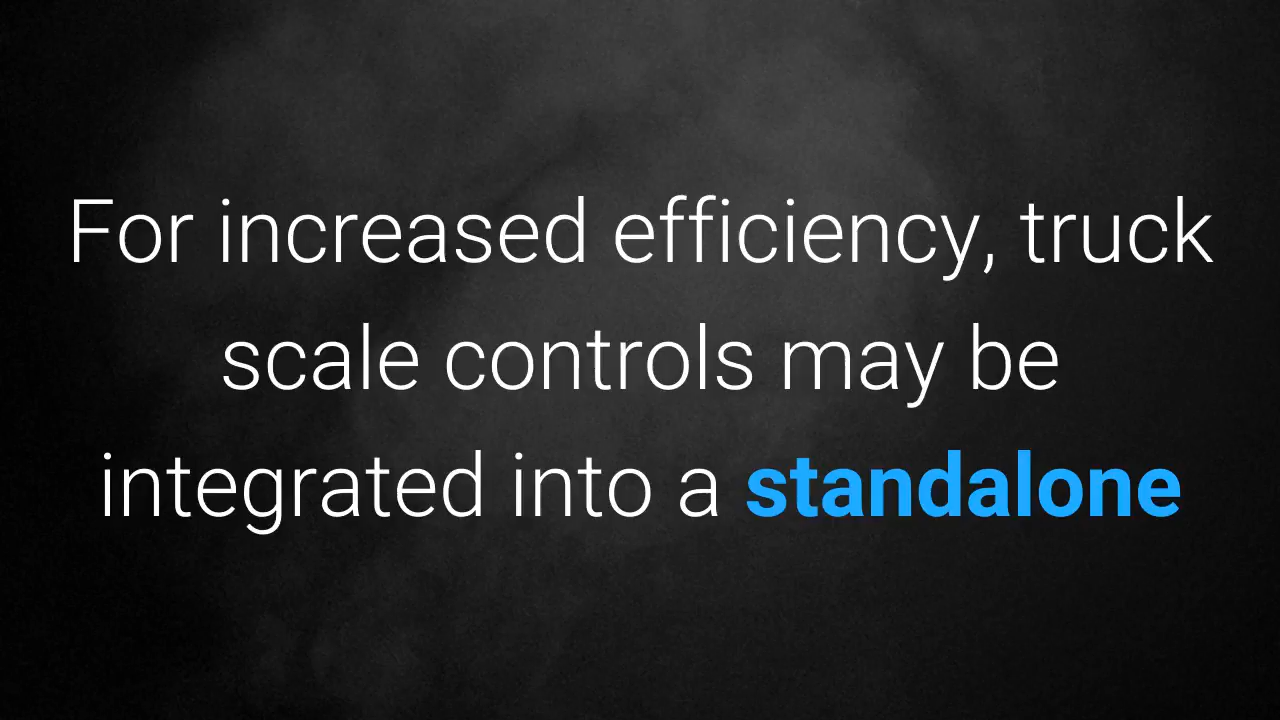 For increased efficiency, truck
scale controls may be
integrated into a standalone